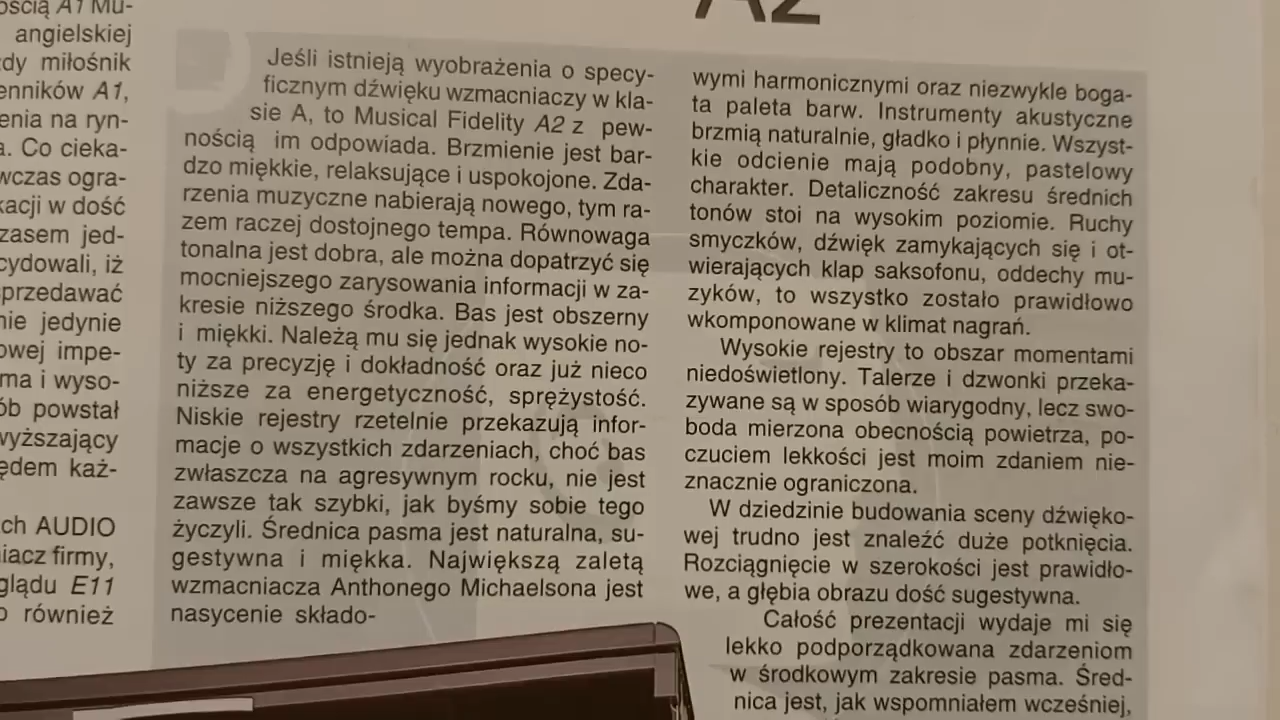 A2
ością A1 Mu-
angielskiej
dy miłośnik
enników A1,
enia na ryn-
a. Co cieka-
wczas ogra-
kacji w dość
zasem jed-
cydowali, iż
sprzedawać
nie jedynie
owej impe-
ma i wyso-
ób powstał
wyższający
ędem każ-
ach AUDIO
niacz firmy,
glądu E11
o również
Jeśli istnieją wyobrażenia o specy-
ficznym dźwięku wzmacniaczy w kla-
sie A, to Musical Fidelity A2 z pew-
nością im odpowiada. Brzmienie jest bar-
dzo miękkie, relaksujące i uspokojone. Zda-
rzenia muzyczne nabierają nowego, tym ra-
zem raczej dostojnego tempa. Równowaga
tonalna jest dobra, ale można dopatrzyć się
mocniejszego zarysowania informacji w za-
kresie niższego środka. Bas jest obszerny
i miękki. Należą mu się jednak wysokie no-
ty za precyzję i dokładność oraz już nieco
niższe za energetyczność, sprężystość.
Niskie rejestry rzetelnie przekazują infor-
macje o wszystkich zdarzeniach, choć bas
zwłaszcza na agresywnym rocku, nie jest
zawsze tak szybki, jak byśmy sobie tego
życzyli. Średnica pasma jest naturalna, su-
gestywna i miękka. Największą zaletą
wzmacniacza Anthonego Michaelsona jest
nasycenie składo-
wymi harmonicznymi oraz niezwykle boga-
ta paleta barw. Instrumenty akustyczne
brzmią naturalnie, gładko i płynnie. Wszyst-
kie odcienie mają podobny, pastelowy
charakter. Detaliczność zakresu średnich
tonów stoi na wysokim poziomie. Ruchy
smyczków, dźwięk zamykających się i ot-
wierających klap saksofonu, oddechy mu-
zyków, to wszystko zostało prawidłowo
wkomponowane w klimat nagrań.
Wysokie rejestry to obszar momentami
niedoświetlony. Talerze i dzwonki przeka-
zywane są w sposób wiarygodny, lecz swo-
boda mierzona obecnością powietrza, po-
czuciem lekkości jest moim zdaniem nie-
znacznie ograniczona.
W dziedzinie budowania sceny dźwięko-
wej trudno jest znaleźć duże potknięcia.
Rozciągnięcie w szerokości jest prawidło-
we, a głębia obrazu dość sugestywna.
Całość prezentacji wydaje mi się
lekko podporządkowana zdarzeniom
w środkowym zakresie pasma. Śred-
nica jest, jak wspomniałem wcześniej,